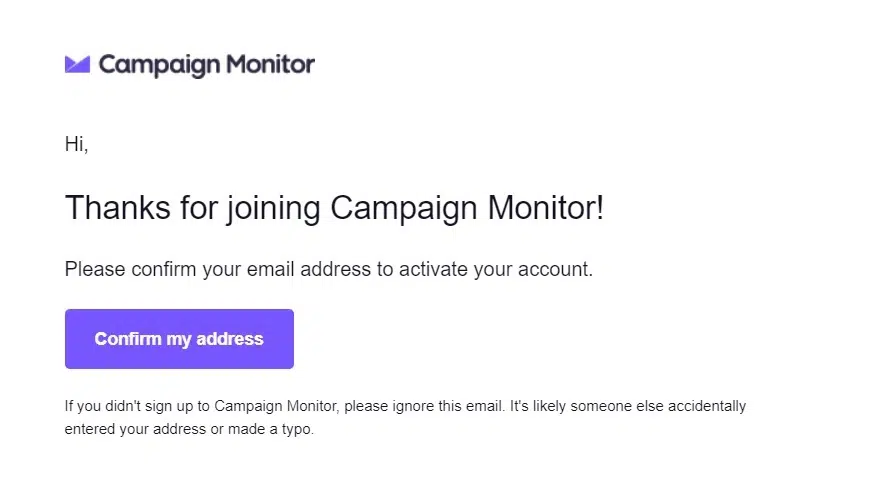 Campaign Monitor
Hi,
Thanks for joining Campaign Monitor!
Please confirm your email address to activate your account.
Confirm my address
If you didn't sign up to Campaign Monitor, please ignore this email. It's likely someone else accidentally
entered your address or made a typo.